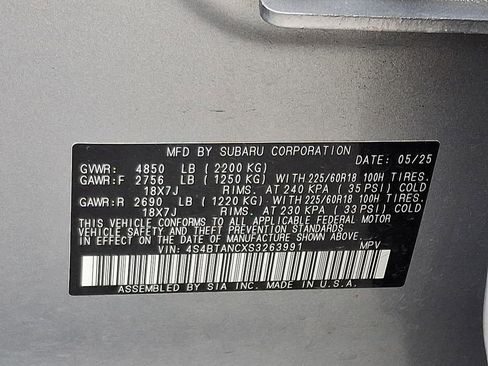 MFD BY SUBARU CORPORATION
GVWR: 4850 LB ( 2200 KG) DATE: 05/25
GAWR:F 2756 LB ( 1250 KG) WITH 225/60R18 100H TIRES.
18X7J RIMS. AT 240 KPA ( 35 PSI) COLD
GAWR:R 2690 LB ( 1220 KG) WITH 225/60R18 100H TIRES.
18X7J RIMS. AT 230 KPA ( 33 PSI) COLD
THIS VEHICLE CONFORMS TO ALL APPLICABLE FEDERAL MOTOR
VEHICLE SAFETY AND THEFT PREVENTION STANDARDS
IN EFFECT ON THE DATE OF MANUFACTURE SHOWN ABOVE.
VIN: 4S4BTANCXS3263991 MPV
ASSEMBLED BY SIA INC. MADE IN U.S.A.